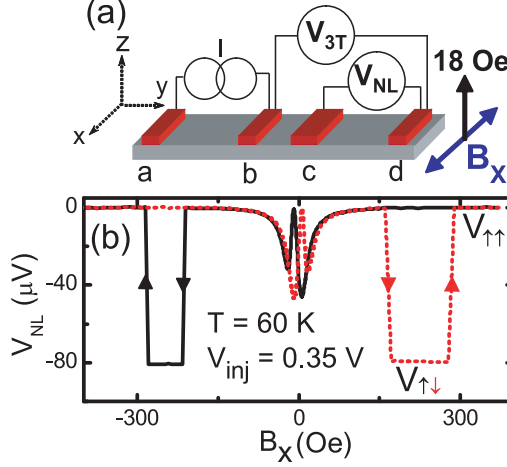 (a)
z
y
x
I
V3T
VNL
18 Oe
Bx
a b c d
(b)
0
-40
-80
VNL (μV)
V↑↑
T = 60 K
Vinj = 0.35 V
V↑↓
-300 0 300
Bx(Oe)